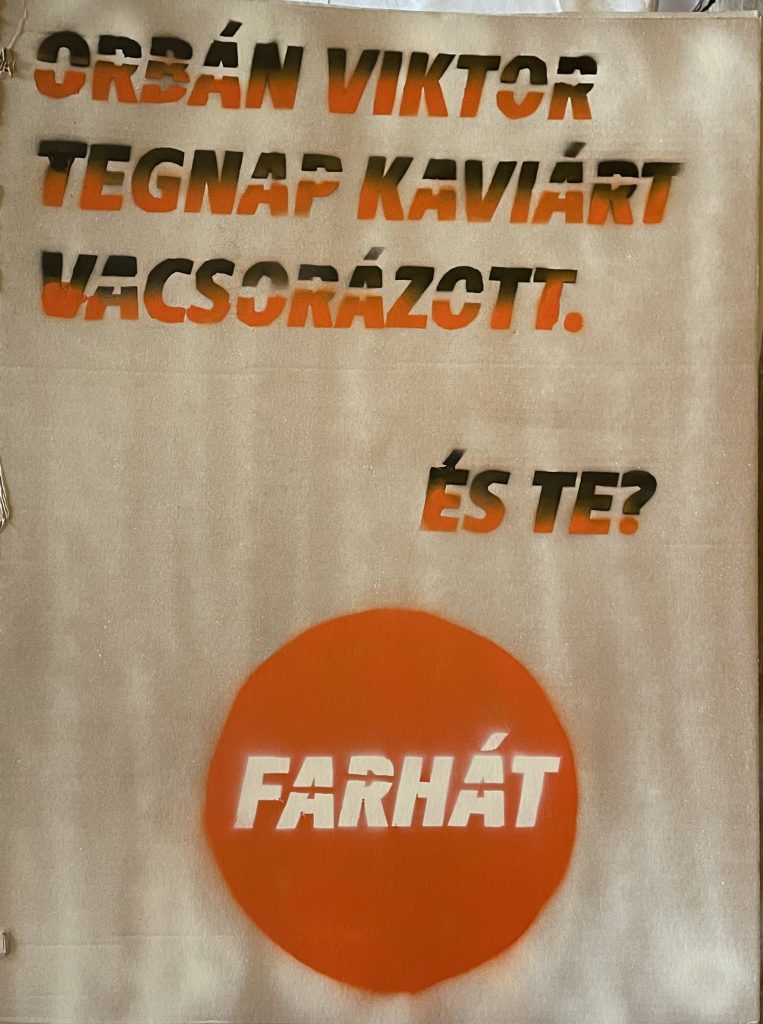 ORBÁN VIKTOR
TEGNAP KAVIÁRT
VACSORÁZOTT.
ÉS TE?
FARHÁT